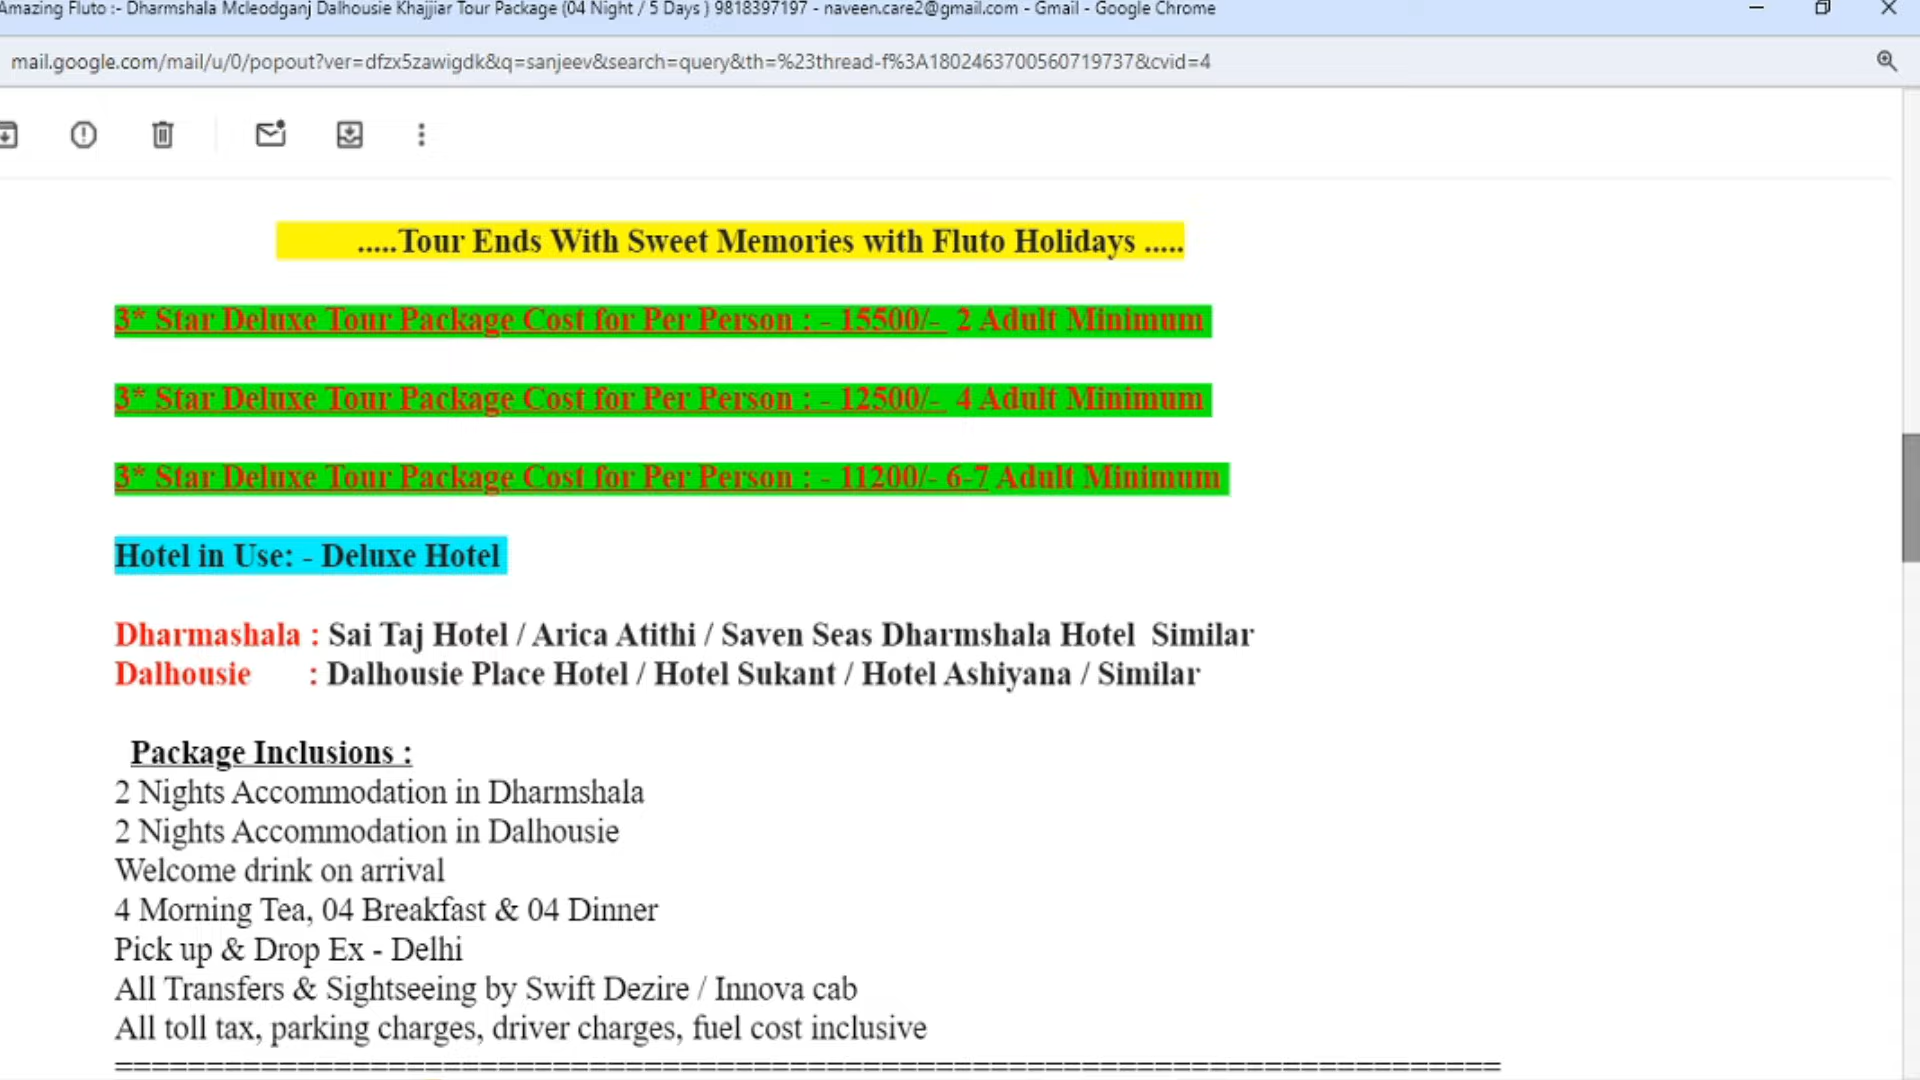 Amazing Fluto :- Dharmshala Mcleodganj Dalhousie Khajjiar Tour Package (04 Night / 5 Days ) 9818397197 - naveen.care2@gmail.com - Gmail - Google Chrome
mail.google.com/mail/u/0/popout?ver=dfzx5zawigdk&q=sanjeev&search=query&th=%23thread-f%3A1802463700560719737&cvid=4
.....Tour Ends With Sweet Memories with Fluto Holidays .....
3* Star Deluxe Tour Package Cost for Per Person : - 15500/- 2 Adult Minimum
3* Star Deluxe Tour Package Cost for Per Person : - 12500/- 4 Adult Minimum
3* Star Deluxe Tour Package Cost for Per Person : - 11200/- 6-7 Adult Minimum
Hotel in Use: - Deluxe Hotel
Dharmashala : Sai Taj Hotel / Arica Atithi / Saven Seas Dharmshala Hotel Similar
Dalhousie : Dalhousie Place Hotel / Hotel Sukant / Hotel Ashiyana / Similar
Package Inclusions :
2 Nights Accommodation in Dharmshala
2 Nights Accommodation in Dalhousie
Welcome drink on arrival
4 Morning Tea, 04 Breakfast & 04 Dinner
Pick up & Drop Ex - Delhi
All Transfers & Sightseeing by Swift Dezire / Innova cab
All toll tax, parking charges, driver charges, fuel cost inclusive